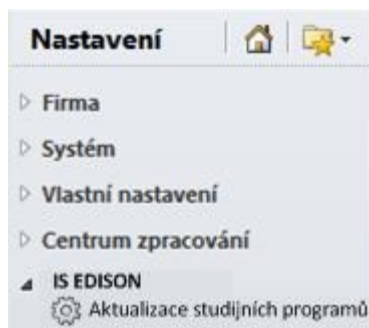 Nastavení
Firma
Systém
Vlastní nastavení
Centrum zpracování
IS EDISON
Aktualizace studijních programů